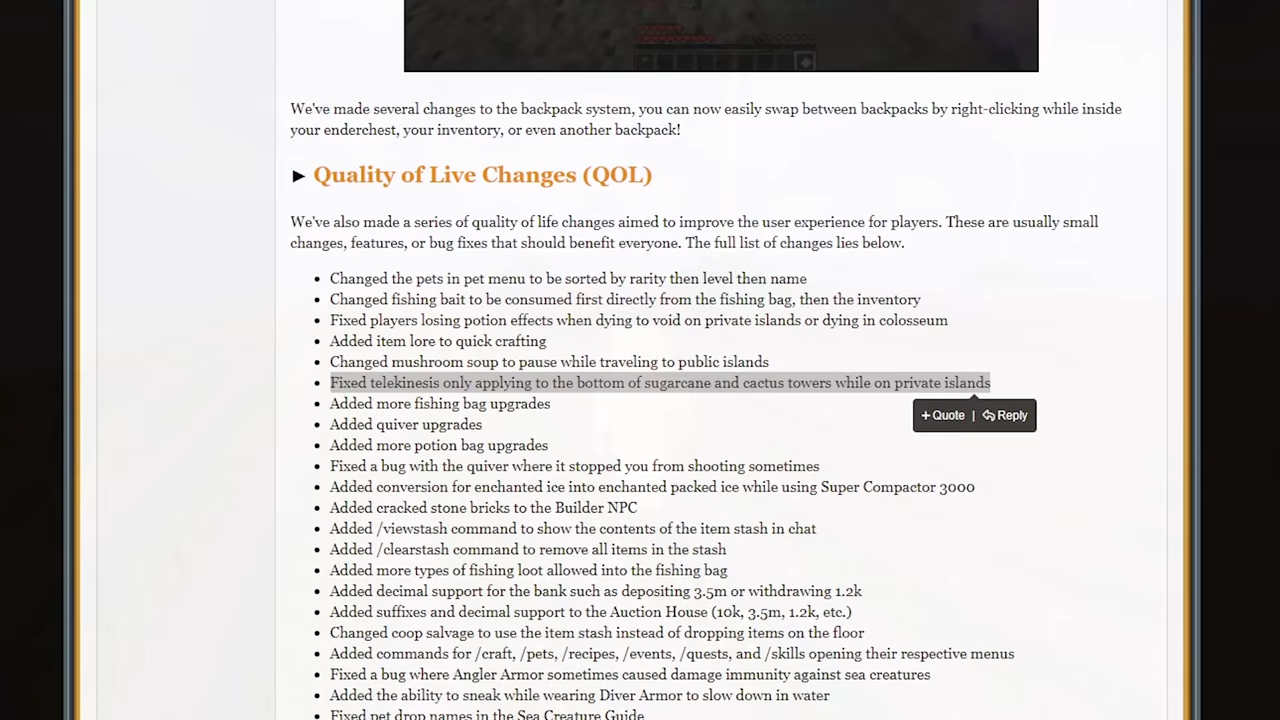 We've made several changes to the backpack system, you can now easily swap between backpacks by right-clicking while inside
your enderchest, your inventory, or even another backpack!
► Quality of Live Changes (QOL)
We've also made a series of quality of life changes aimed to improve the user experience for players. These are usually small
changes, features, or bug fixes that should benefit everyone. The full list of changes lies below.
• Changed the pets in pet menu to be sorted by rarity then level then name
• Changed fishing bait to be consumed first directly from the fishing bag, then the inventory
• Fixed players losing potion effects when dying to void on private islands or dying in colosseum
• Added item lore to quick crafting
• Changed mushroom soup to pause while traveling to public islands
• Fixed telekinesis only applying to the bottom of sugarcane and cactus towers while on private islands
• Added more fishing bag upgrades
+ Quote | Reply
• Added quiver upgrades
• Added more potion bag upgrades
• Fixed a bug with the quiver where it stopped you from shooting sometimes
• Added conversion for enchanted ice into enchanted packed ice while using Super Compactor 3000
• Added cracked stone bricks to the Builder NPC
• Added /viewstash command to show the contents of the item stash in chat
• Added /clearstash command to remove all items in the stash
• Added more types of fishing loot allowed into the fishing bag
• Added decimal support for the bank such as depositing 3.5m or withdrawing 1.2k
• Added suffixes and decimal support to the Auction House (10k, 3.5m, 1.2k, etc.)
• Changed coop salvage to use the item stash instead of dropping items on the floor
• Added commands for /craft, /pets, /recipes, /events, /quests, and /skills opening their respective menus
• Fixed a bug where Angler Armor sometimes caused damage immunity against sea creatures
• Added the ability to sneak while wearing Diver Armor to slow down in water
• Fixed pet drop names in the Sea Creature Guide